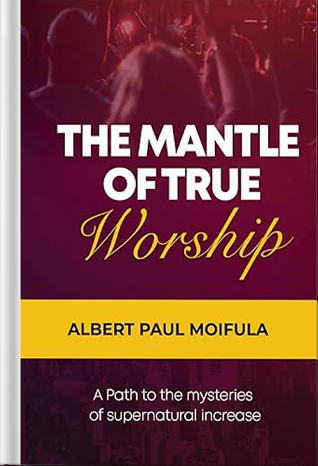 THE MANTLE
OF TRUE
Worship
ALBERT PAUL MOIFULA
A Path to the mysteries
of supernatural increase